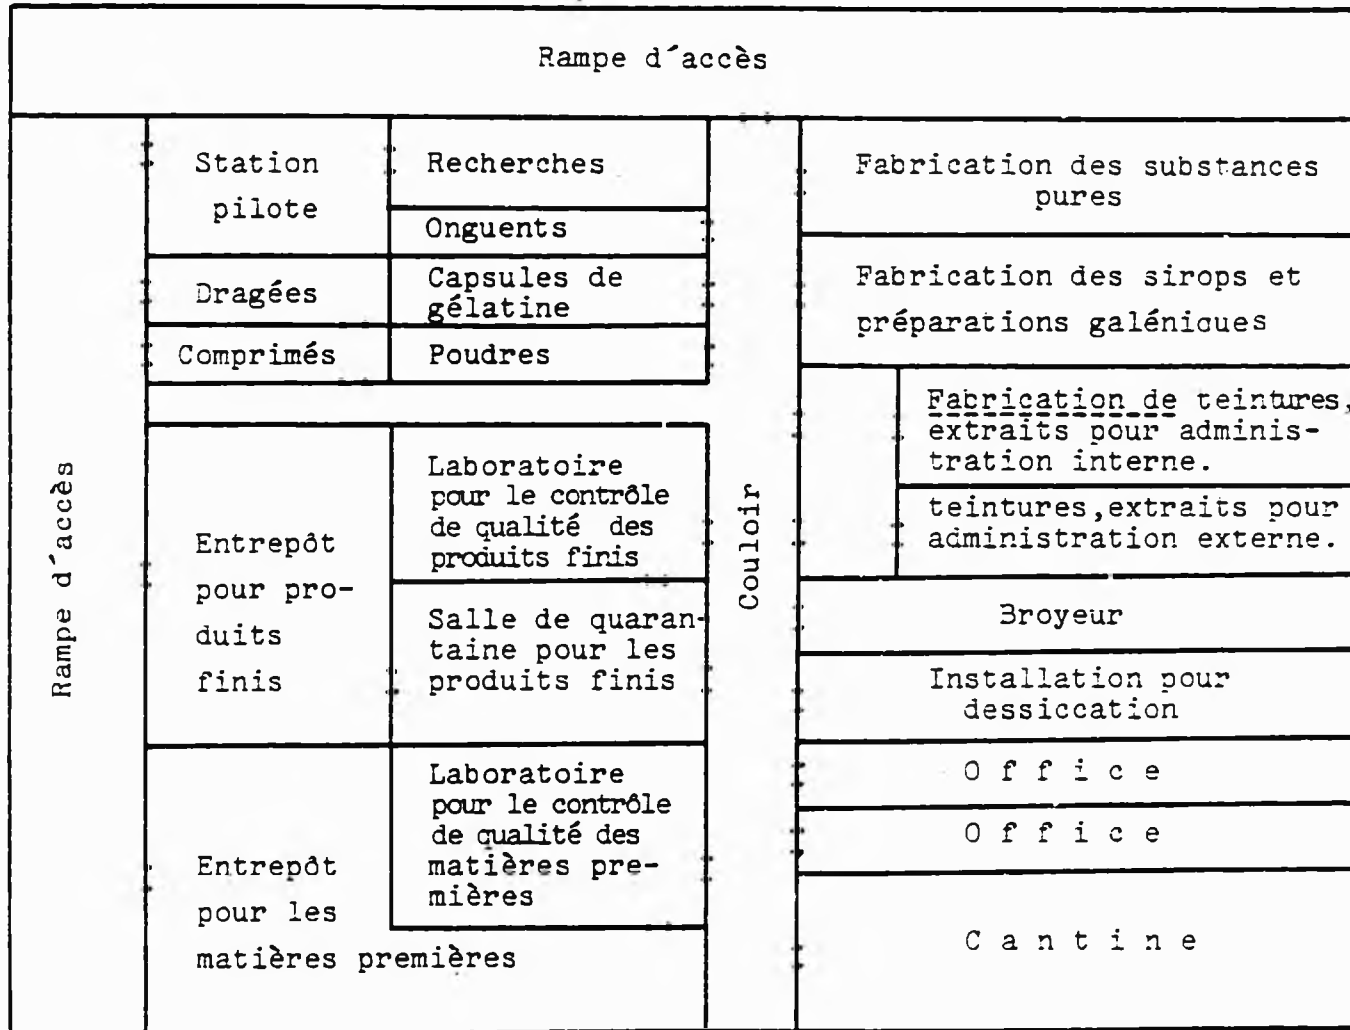 Rampe d´accès
Rampe d´accès
Station
pilote
Recherches
Onguents
Dragées
Capsules de
gélatine
Comprimés
Poudres
Entrepôt
pour pro-
duits
finis
Laboratoire
pour le contrôle
de qualité des
produits finis
Salle de quaran-
taine pour les
produits finis
Entrepôt
pour les
matières premières
Laboratoire
pour le contrôle
de qualité des
matières pre-
mières
Couloir
Fabrication des substances
pures
Fabrication des sirops et
préparations galéniques
Fabrication de teintures,
extraits pour adminis-
tration interne.
teintures,extraits pour
administration externe.
Broyeur
Installation pour
dessiccation
O f f i c e
O f f i c e
C a n t i n e